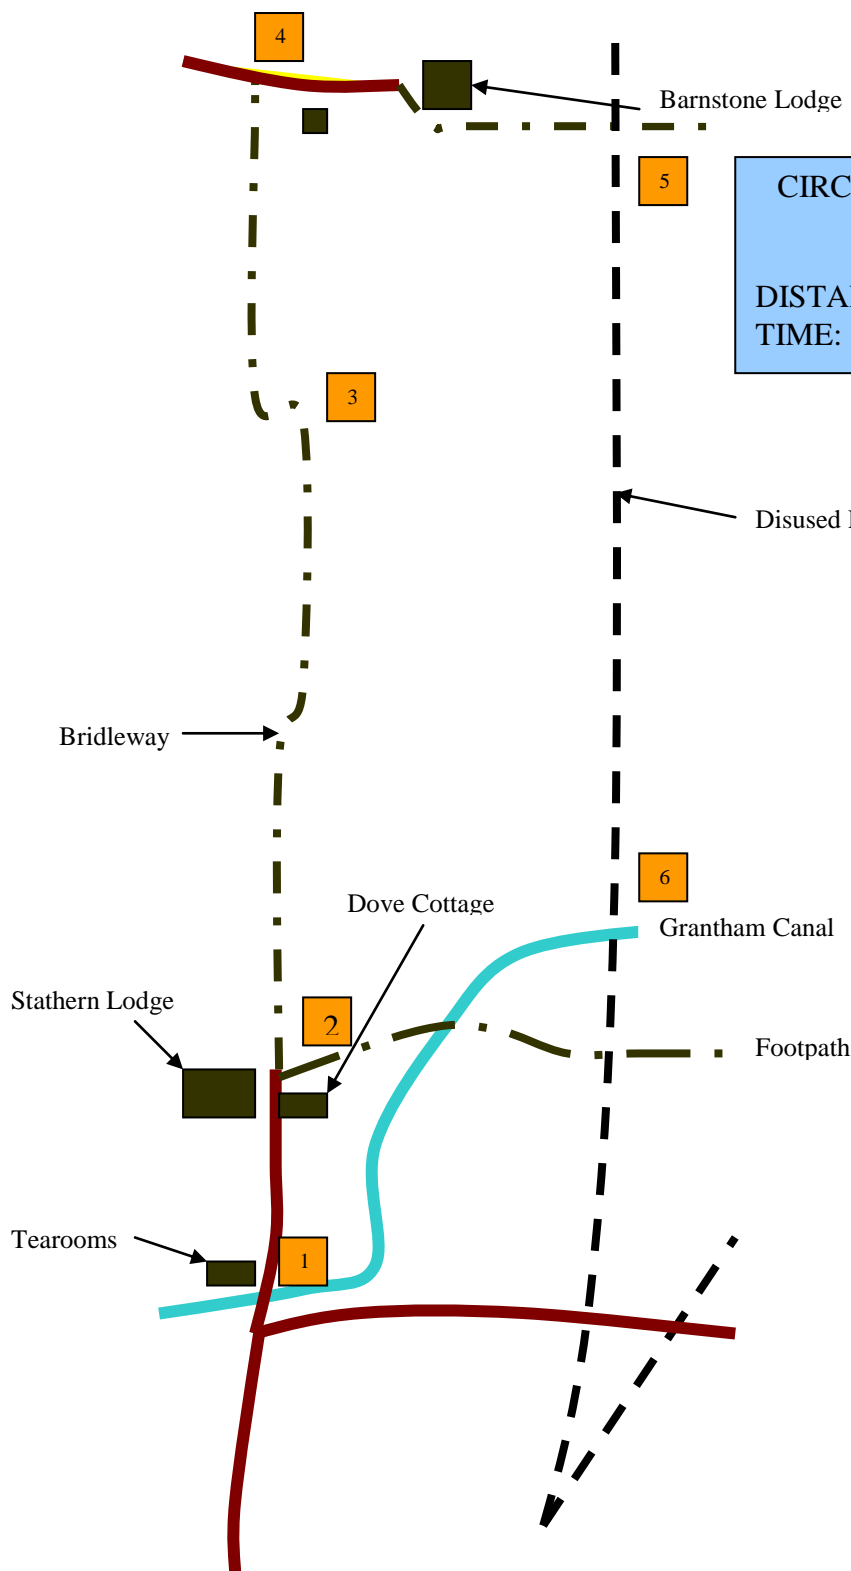 4
Barnstone Lodge
5
CIRC
DISTA
TIME:
3
Disused
Bridleway
6
Dove Cottage
Grantham Canal
Stathern Lodge
2
Footpath
Tearooms
1